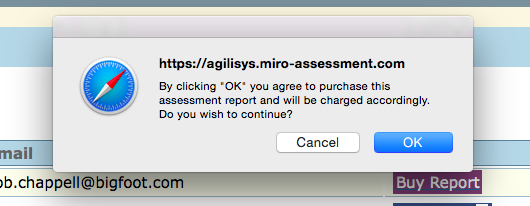 https://agilisys.miro-assessment.com
By clicking "OK" you agree to purchase this
assessment report and will be charged accordingly.
Do you wish to continue?
Cancel OK
mail
ob.chappell@bigfoot.com Buy Report